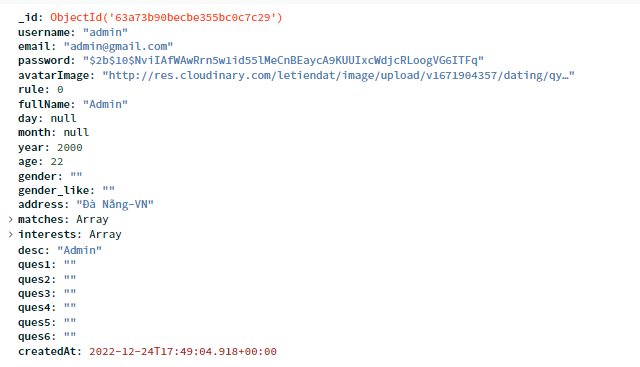 _id: ObjectId('63a73b90becbe355bc0c7c29')
username: "admin"
email: "admin@gmail.com"
password: "$2b$10$NviIAfWAwRrn5w1id55lMeCnBEaycA9KUUIxcWdjcRLoogVG6ITFq"
avatarImage: "http://res.cloudinary.com/letiendat/image/upload/v1671904357/dating/qy…"
rule: 0
fullName: "Admin"
day: null
month: null
year: 2000
age: 22
gender: ""
gender_like: ""
address: "Đà Nẵng-VN"
> matches: Array
> interests: Array
desc: "Admin"
ques1: ""
ques2: ""
ques3: ""
ques4: ""
ques5: ""
ques6: ""
createdAt: 2022-12-24T17:49:04.918+00:00